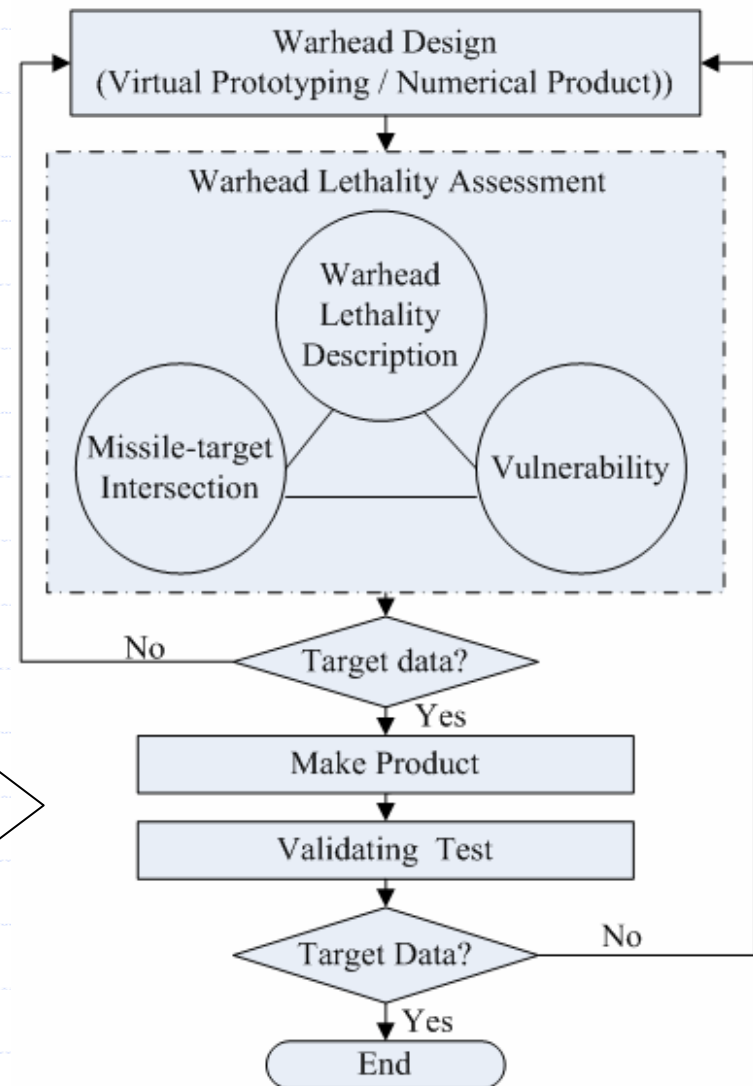 Warhead Design
(Virtual Prototyping / Numerical Product))
Warhead Lethality Assessment
Warhead
Lethality
Description
Missile-target
Intersection
Vulnerability
No
Target data?
Yes
Make Product
Validating Test
Target Data?
No
Yes
End